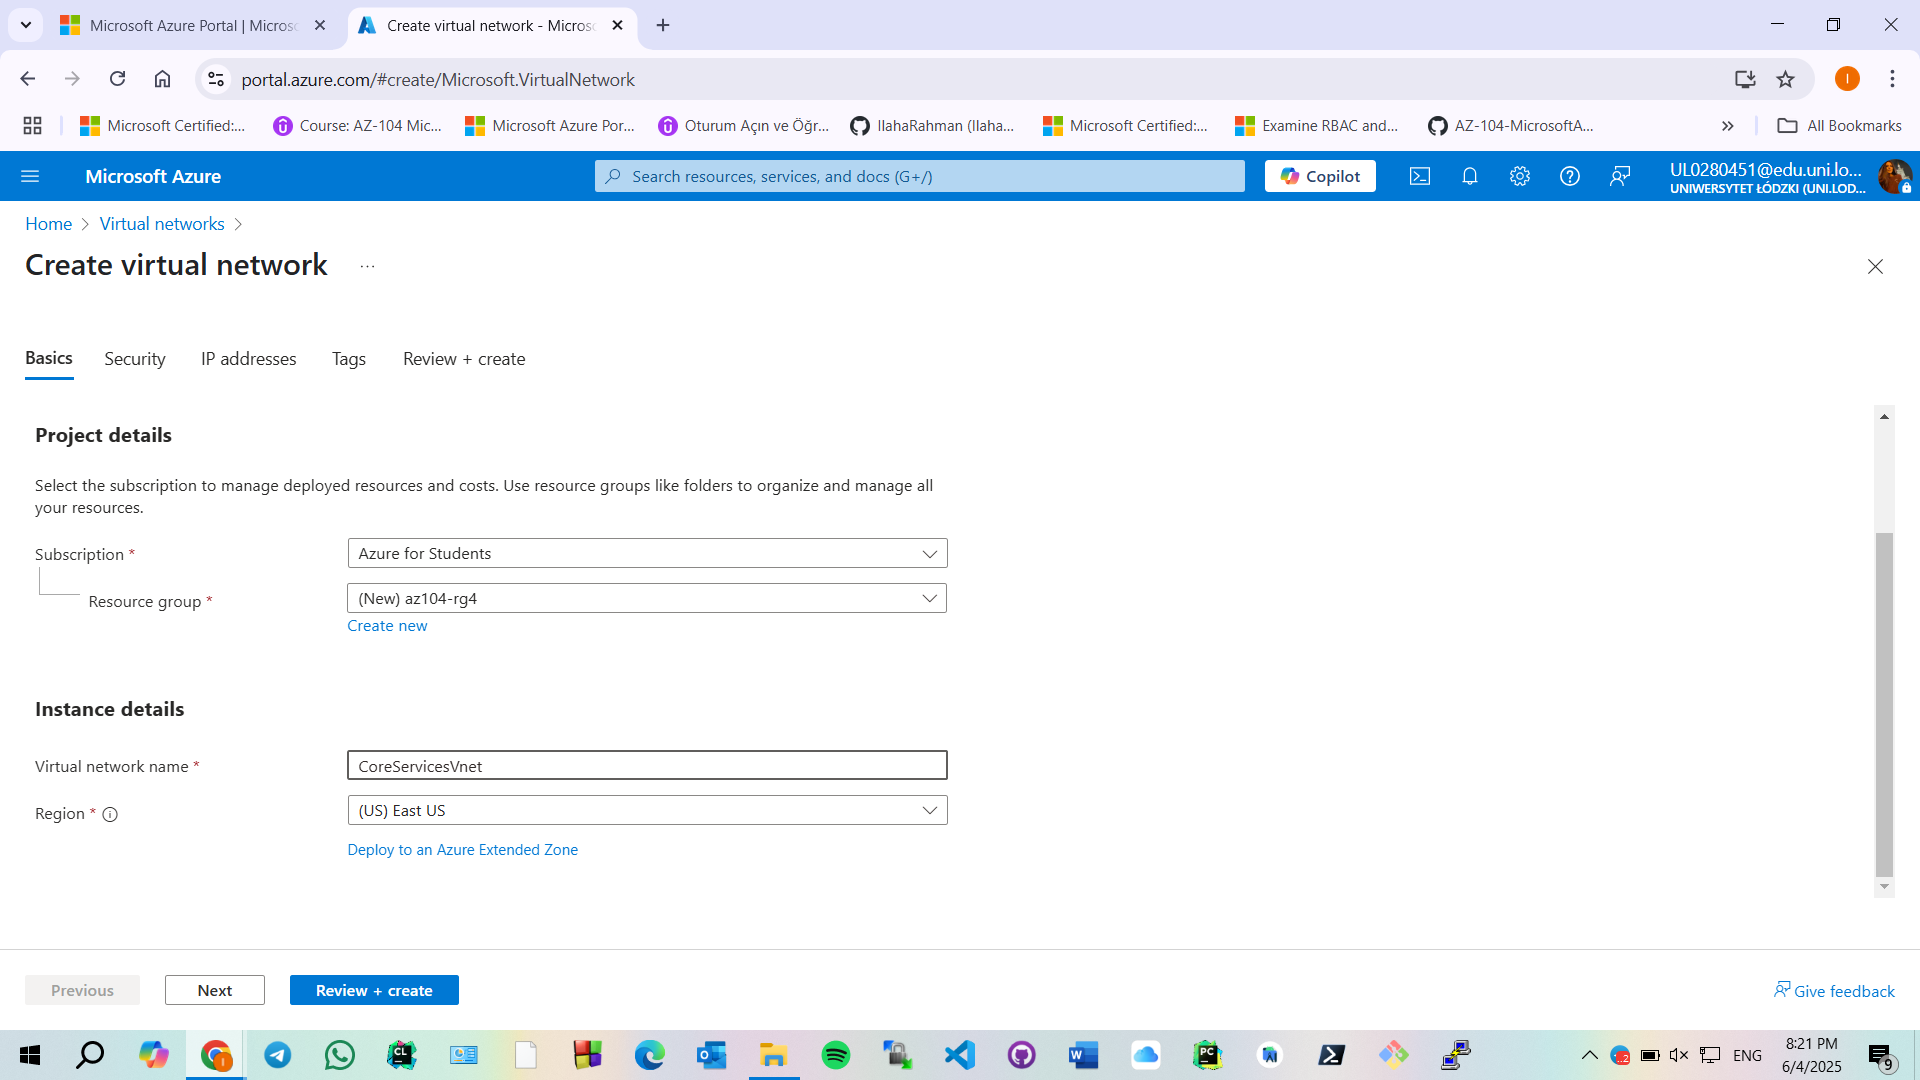 Microsoft Azure Portal | Micros
Create virtual network - Micros
portal.azure.com/#create/Microsoft.VirtualNetwork
I
Microsoft Certified:...
Course: AZ-104 Mic...
Microsoft Azure Por...
Oturum Açın ve Öğr...
IlahaRahman (Ilaha...
Microsoft Certified:...
Examine RBAC and...
AZ-104-MicrosoftA...
All Bookmarks
Microsoft Azure
Search resources, services, and docs (G+/)
Copilot
UL0280451@edu.uni.lo...
UNIWERSYTET ŁÓDZKI (UNI.LOD...
Home
Virtual networks
Create virtual network
...
Basics
Security
IP addresses
Tags
Review + create
Project details
Select the subscription to manage deployed resources and costs. Use resource groups like folders to organize and manage all
your resources.
Subscription *
Azure for Students
Resource group *
(New) az104-rg4
Create new
Instance details
Virtual network name *
CoreServicesVnet
Region *
(US) East US
Deploy to an Azure Extended Zone
Previous
Next
Review + create
Give feedback
ENG
8:21 PM
6/4/2025
9